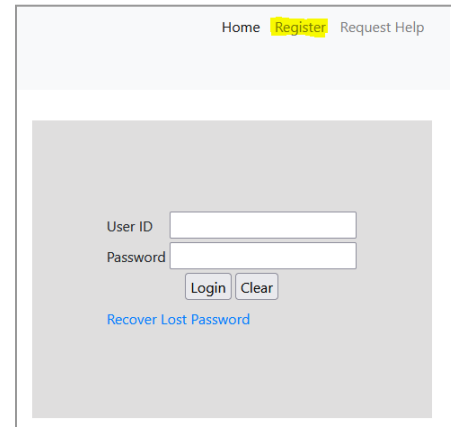 Home Register Request Help
User ID
Password
Login Clear
Recover Lost Password